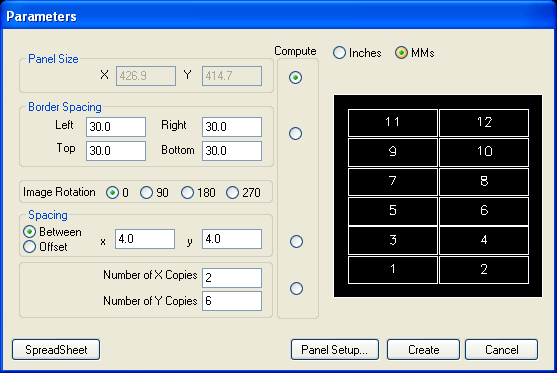 Parameters
Compute
Inches
MMs
Panel Size
X 426.9 Y 414.7
Border Spacing
Left 30.0 Right 30.0
Top 30.0 Bottom 30.0
Image Rotation 0 90 180 270
Spacing
Between
Offset
x 4.0 y 4.0
Number of X Copies 2
Number of Y Copies 6
11 12
9 10
7 8
5 6
3 4
1 2
SpreadSheet
Panel Setup...
Create
Cancel